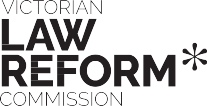 VICTORIAN
LAW
REFORM*
COMMISSION